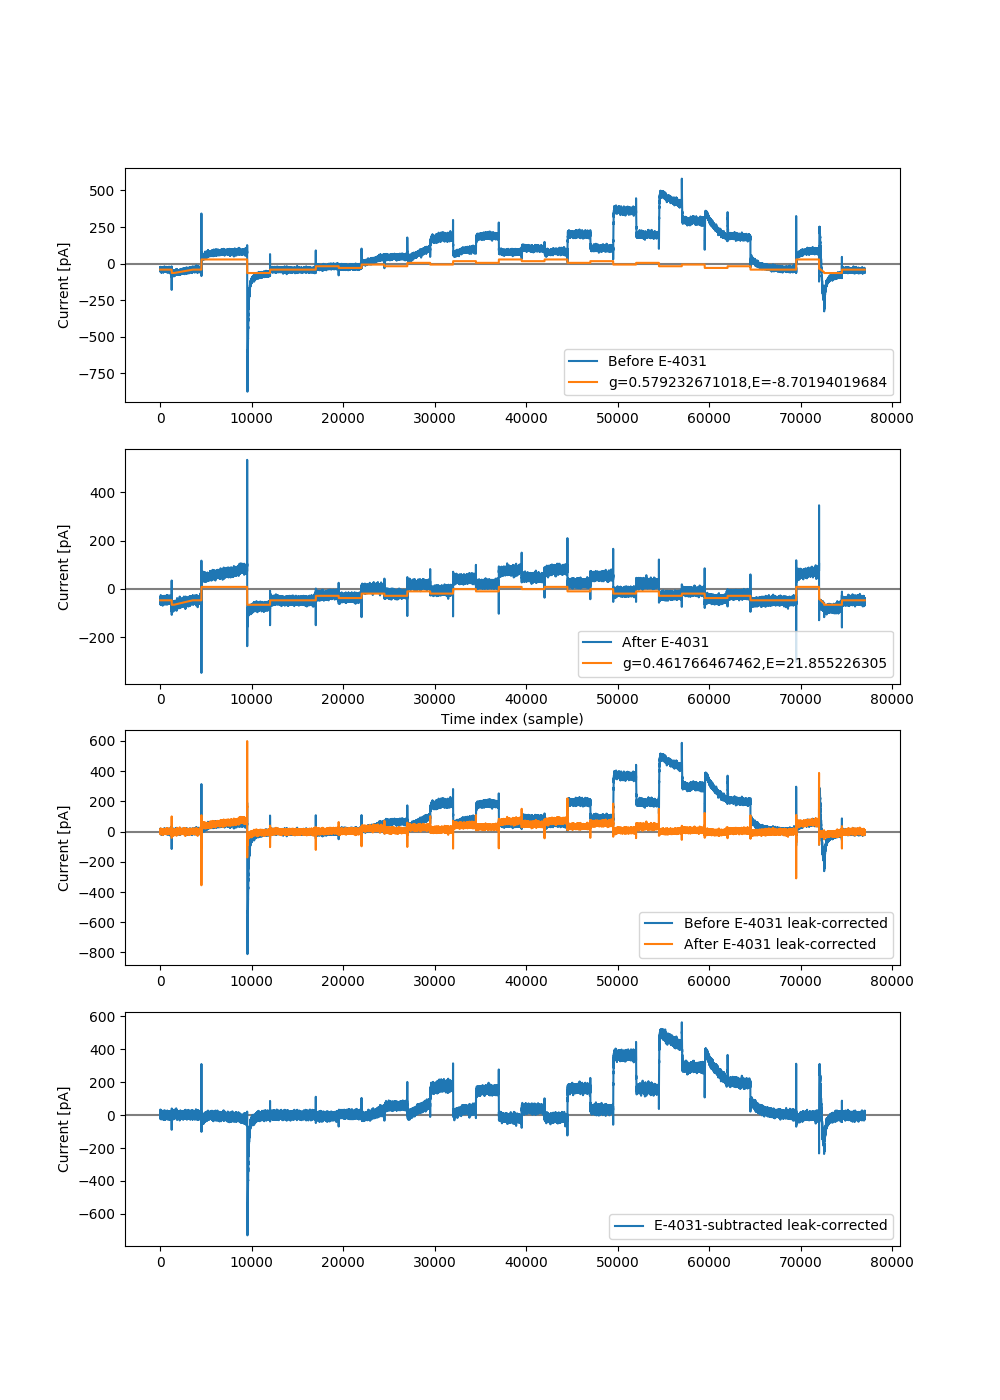 500
250
0
−250
−500
−750
Current [pA]
Before E-4031
g=0.579232671018,E=-8.70194019684
0 10000 20000 30000 40000 50000 60000 70000 80000
400
200
0
−200
Current [pA]
After E-4031
g=0.461766467462,E=21.855226305
0 10000 20000 30000 40000 50000 60000 70000 80000
Time index (sample)
600
400
200
0
−200
−400
−600
−800
Current [pA]
Before E-4031 leak-corrected
After E-4031 leak-corrected
0 10000 20000 30000 40000 50000 60000 70000 80000
600
400
200
0
−200
−400
−600
Current [pA]
E-4031-subtracted leak-corrected
0 10000 20000 30000 40000 50000 60000 70000 80000